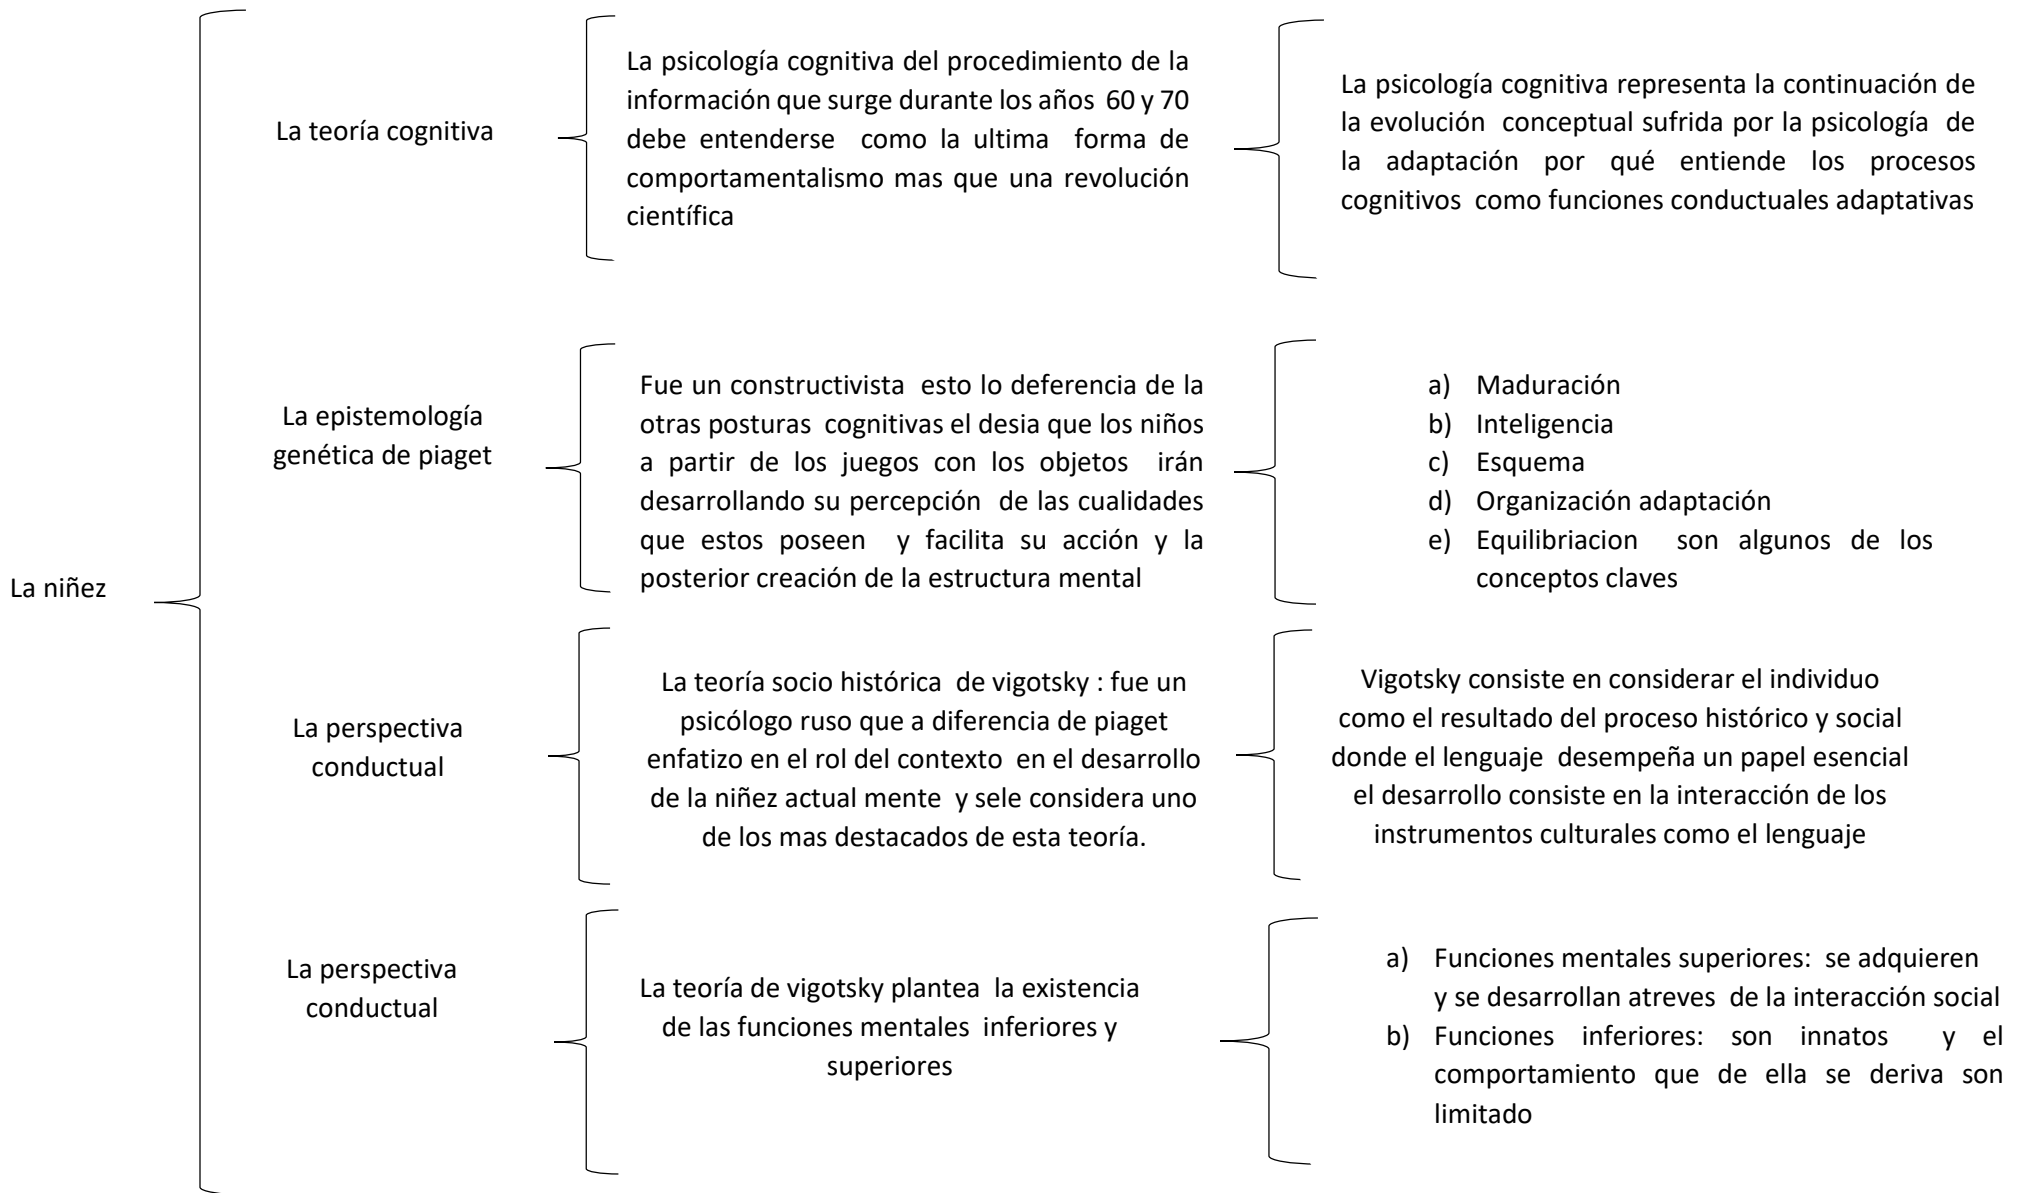 La niñez
La teoría cognitiva
La psicología cognitiva del procedimiento de la
información que surge durante los años 60 y 70
debe entenderse como la ultima forma de
comportamentalismo mas que una revolución
científica
La psicología cognitiva representa la continuación de
la evolución conceptual sufrida por la psicología de
la adaptación por qué entiende los procesos
cognitivos como funciones conductuales adaptativas
La epistemología
genética de piaget
Fue un constructivista esto lo deferencia de la
otras posturas cognitivas el desia que los niños
a partir de los juegos con los objetos irán
desarrollando su percepción de las cualidades
que estos poseen y facilita su acción y la
posterior creación de la estructura mental
a) Maduración
b) Inteligencia
c) Esquema
d) Organización adaptación
e) Equilibriacion son algunos de los
conceptos claves
La perspectiva
conductual
La teoría socio histórica de vigotsky : fue un
psicólogo ruso que a diferencia de piaget
enfatizo en el rol del contexto en el desarrollo
de la niñez actual mente y sele considera uno
de los mas destacados de esta teoría.
Vigotsky consiste en considerar el individuo
como el resultado del proceso histórico y social
donde el lenguaje desempeña un papel esencial
el desarrollo consiste en la interacción de los
instrumentos culturales como el lenguaje
La perspectiva
conductual
La teoría de vigotsky plantea la existencia
de las funciones mentales inferiores y
superiores
a) Funciones mentales superiores: se adquieren
y se desarrollan atreves de la interacción social
b) Funciones inferiores: son innatos y el
comportamiento que de ella se deriva son
limitado